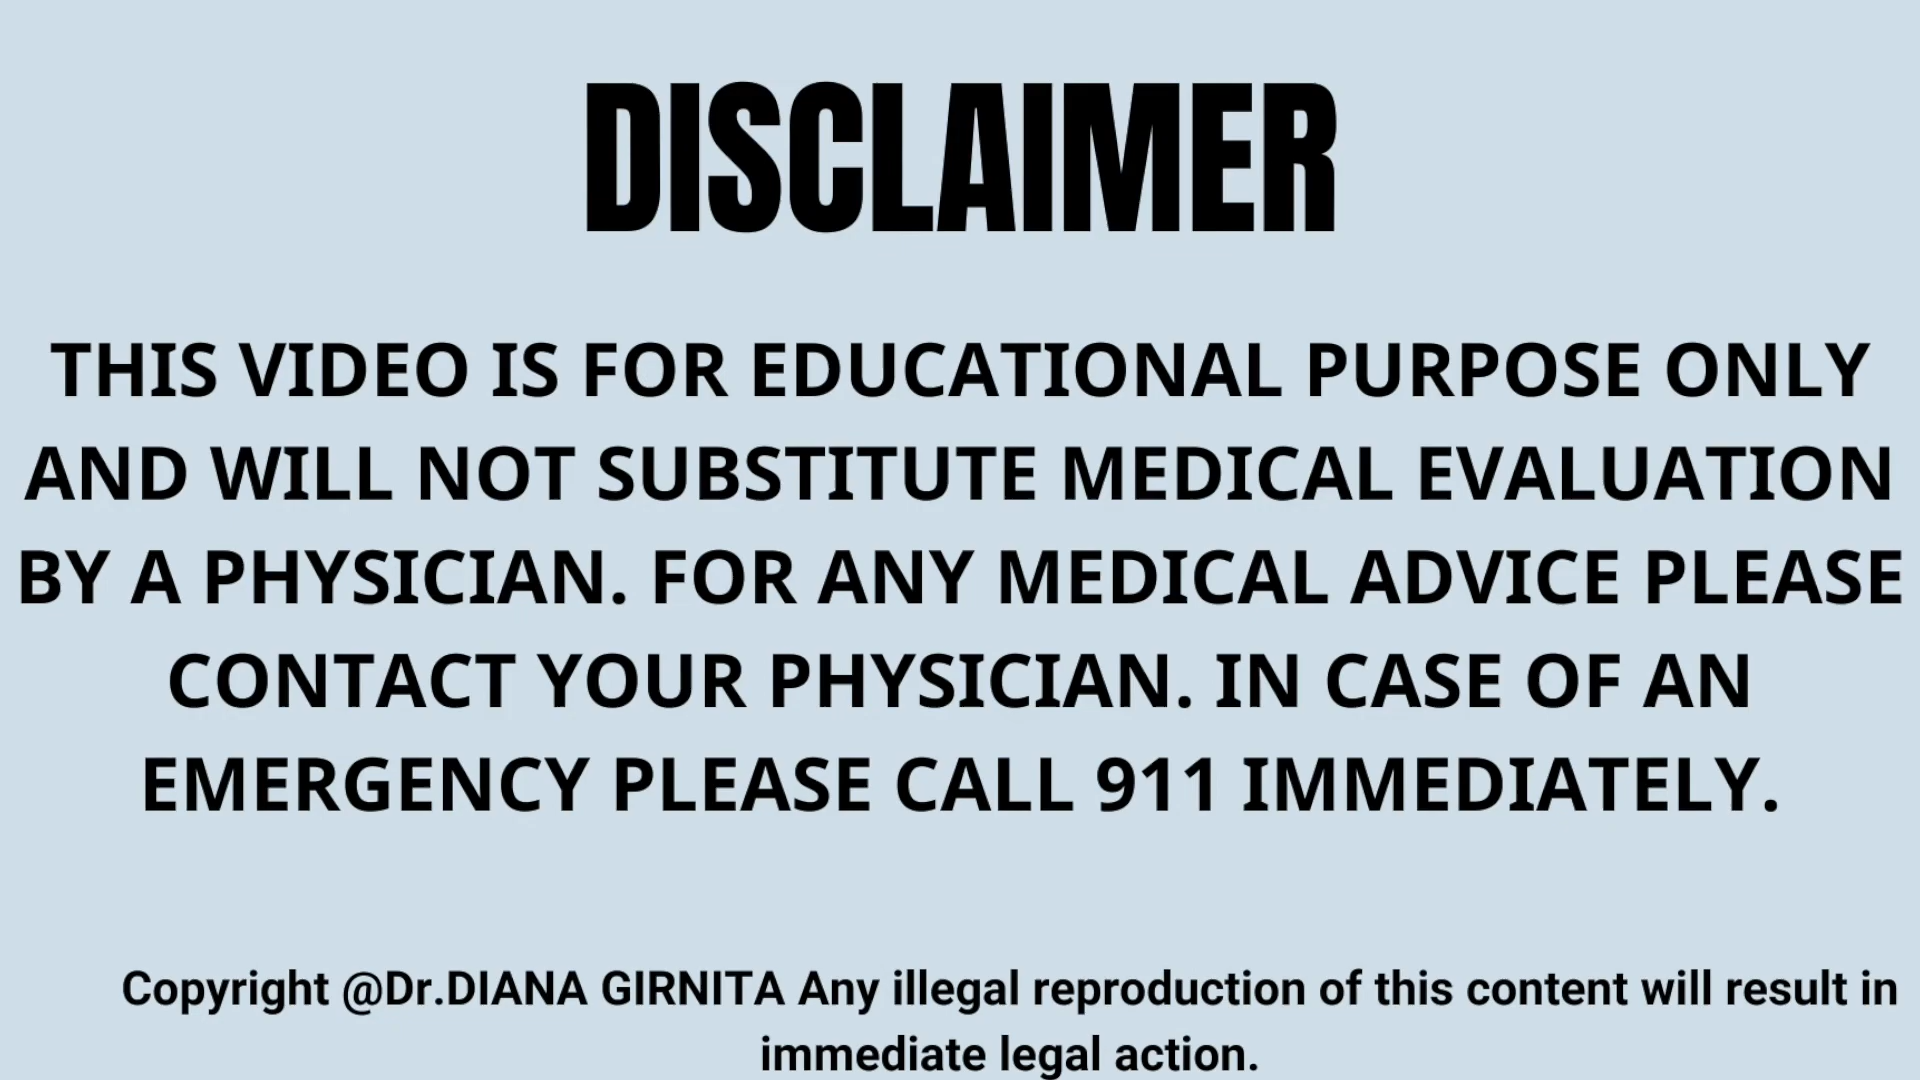 DISCLAIMER
THIS VIDEO IS FOR EDUCATIONAL PURPOSE ONLY
AND WILL NOT SUBSTITUTE MEDICAL EVALUATION
BY A PHYSICIAN. FOR ANY MEDICAL ADVICE PLEASE
CONTACT YOUR PHYSICIAN. IN CASE OF AN
EMERGENCY PLEASE CALL 911 IMMEDIATELY.
Copyright @Dr.DIANA GIRNITA Any illegal reproduction of this content will result in
immediate legal action.